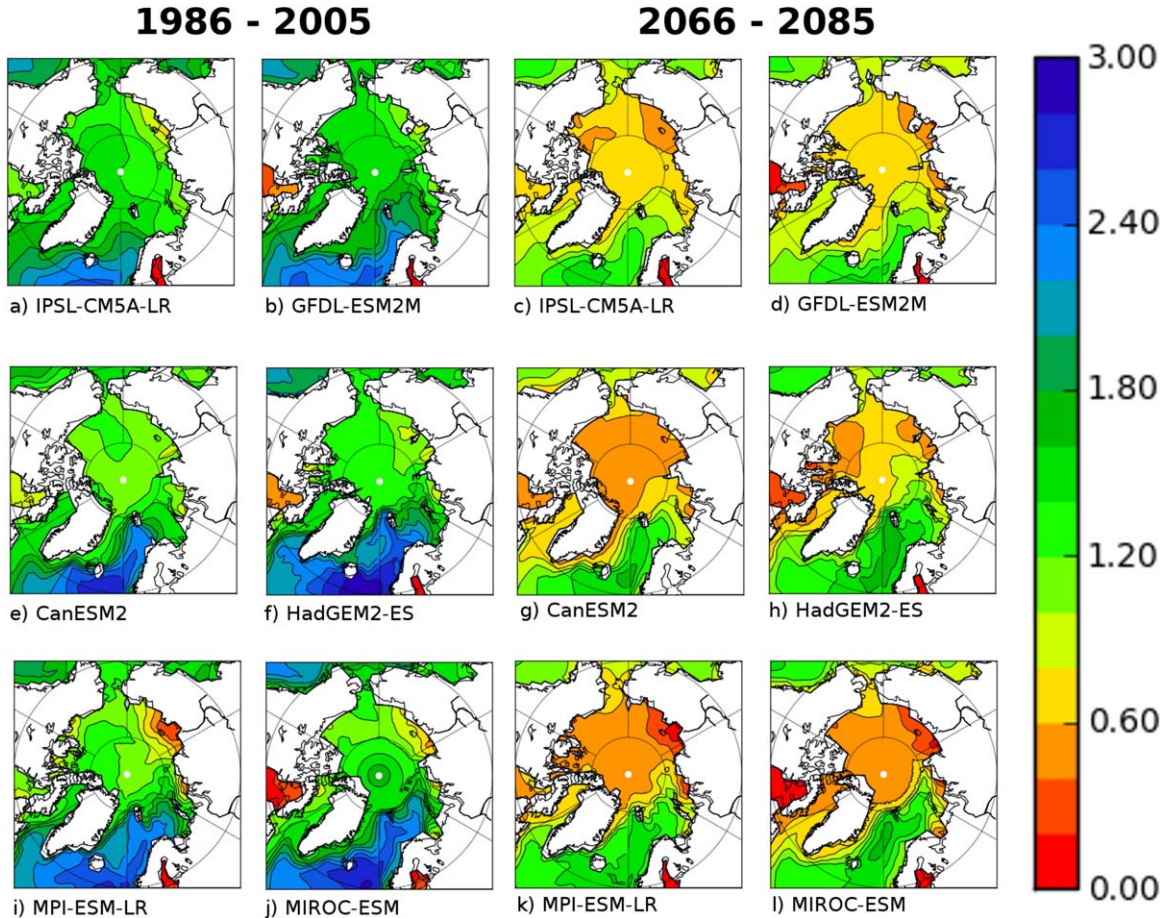 1986 - 2005
2066 - 2085
3.00
2.40
1.80
1.20
0.60
0.00
a) IPSL-CM5A-LR
b) GFDL-ESM2M
c) IPSL-CM5A-LR
d) GFDL-ESM2M
e) CanESM2
f) HadGEM2-ES
g) CanESM2
h) HadGEM2-ES
i) MPI-ESM-LR
j) MIROC-ESM
k) MPI-ESM-LR
l) MIROC-ESM